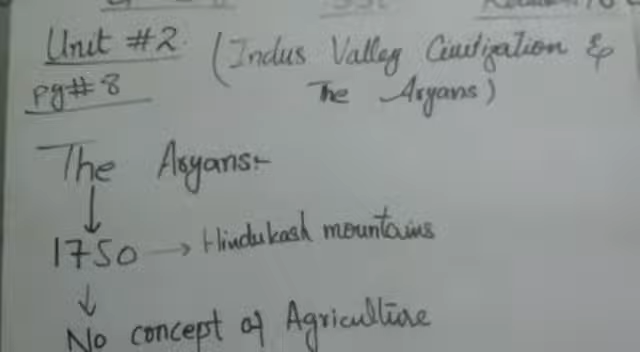 Unit #2. (Indus Valley Civilization &
pg#8 The Aryans)
The Aryans:-
↓
1750 → Hindukash mountains
↓
No concept of Agriculture